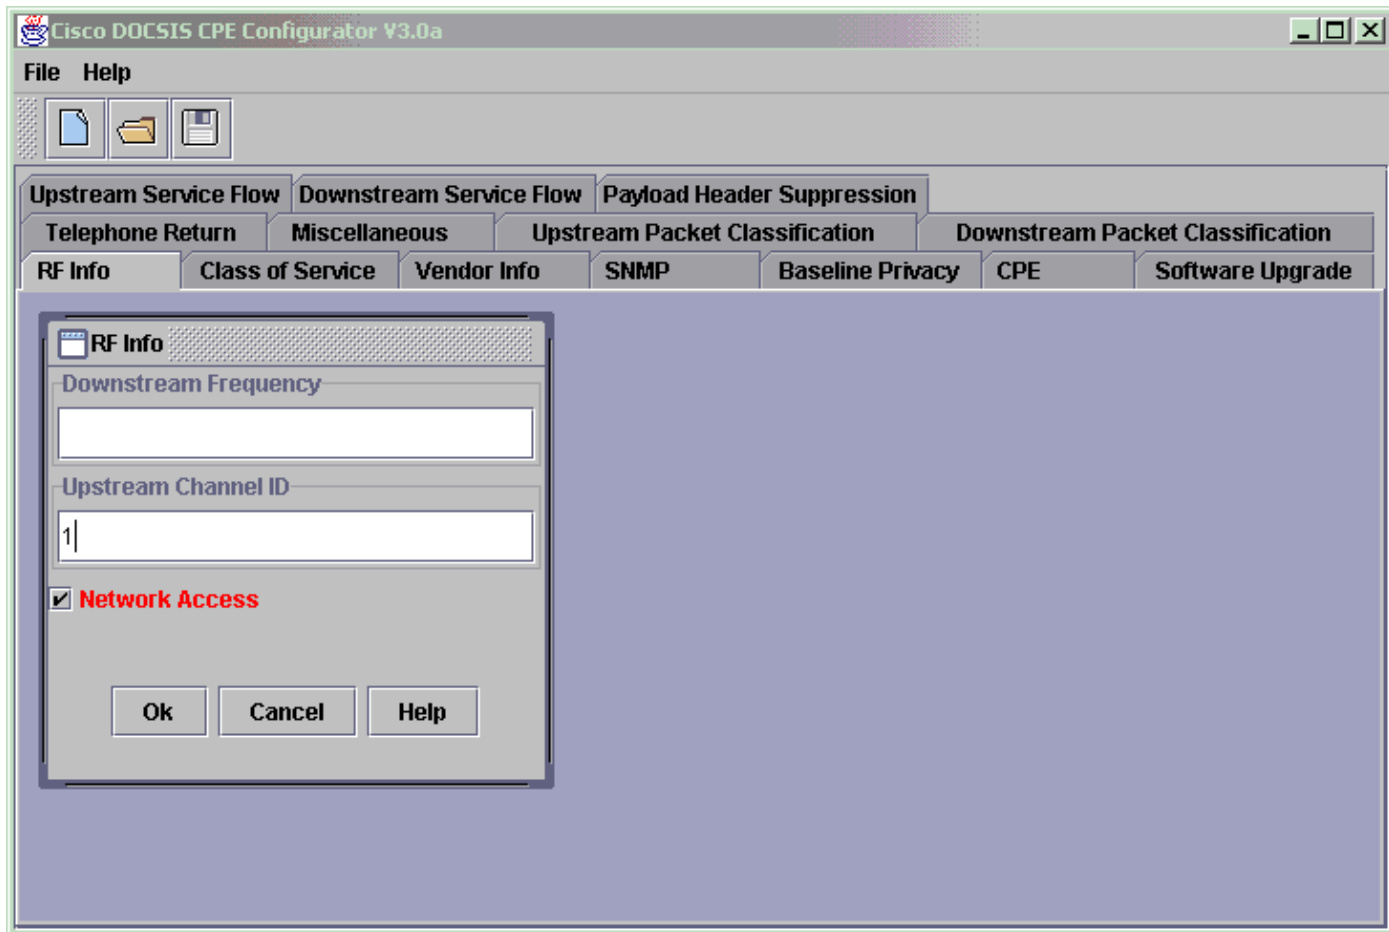 Cisco DOCSIS CPE Configurator V3.0a
File Help
Upstream Service Flow Downstream Service Flow Payload Header Suppression
Telephone Return Miscellaneous Upstream Packet Classification Downstream Packet Classification
RF Info Class of Service Vendor Info SNMP Baseline Privacy CPE Software Upgrade
RF Info
Downstream Frequency
Upstream Channel ID
1
Network Access
Ok Cancel Help